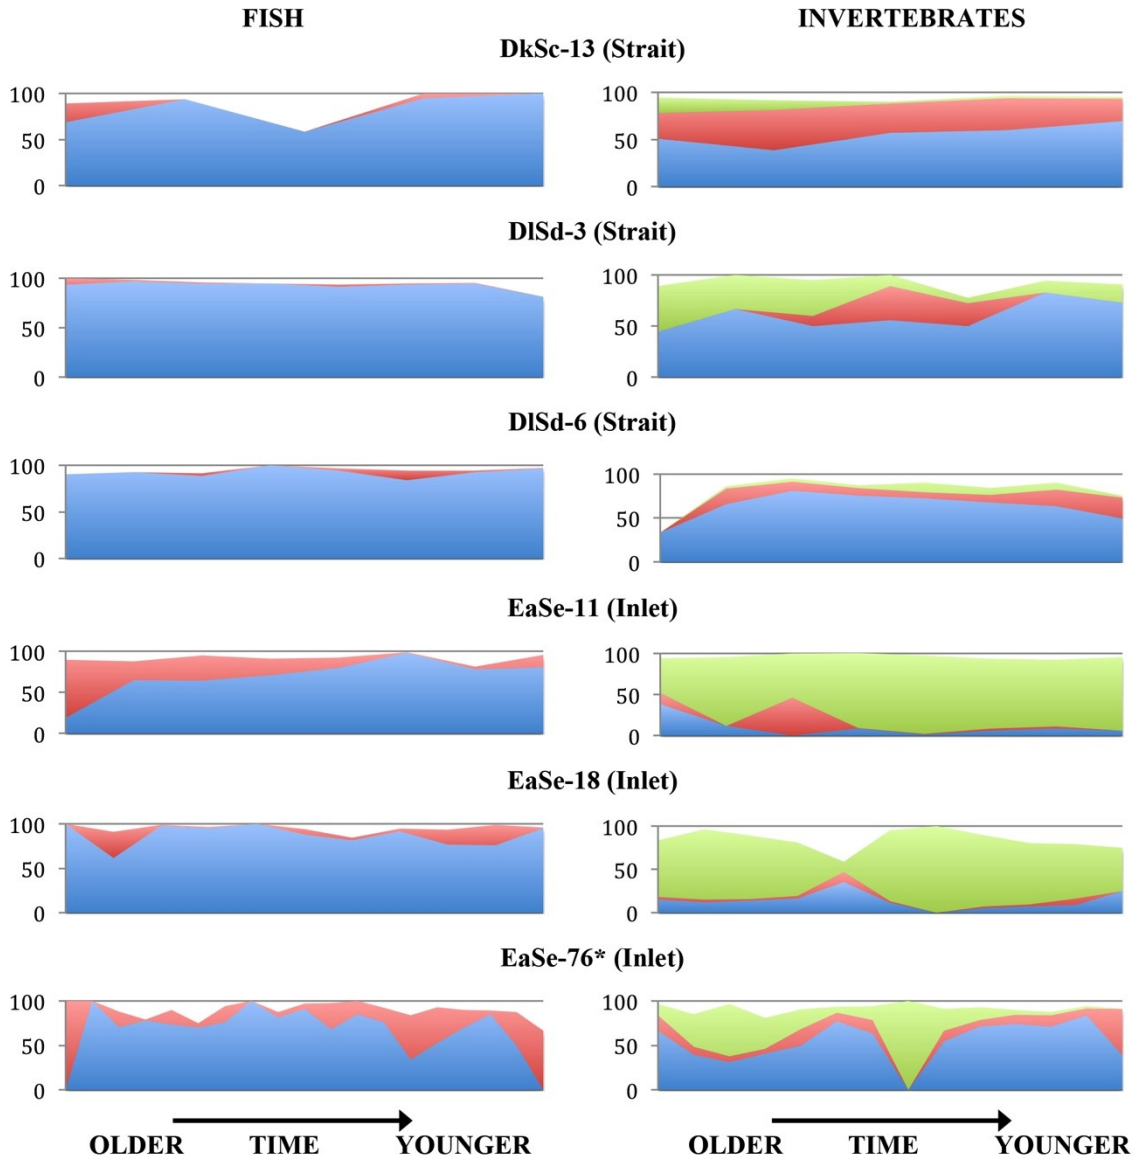 FISH INVERTEBRATES
DkSc-13 (Strait)
100 100
50 50
0 0
DlSd-3 (Strait)
100 100
50 50
0 0
DlSd-6 (Strait)
100 100
50 50
0 0
EaSe-11 (Inlet)
100 100
50 50
0 0
EaSe-18 (Inlet)
100 100
50 50
0 0
EaSe-76* (Inlet)
100 100
50 50
0 0
OLDER TIME YOUNGER OLDER TIME YOUNGER